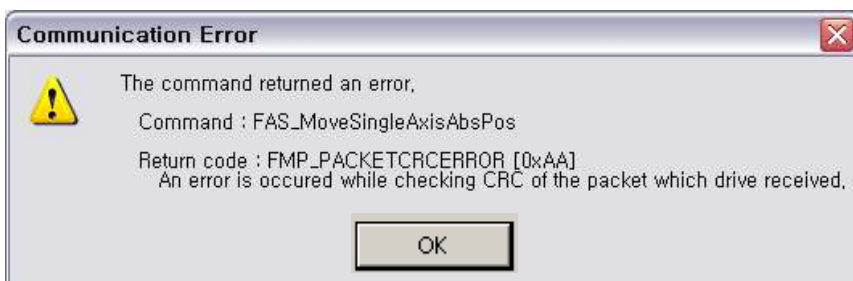 Communication Error
The command returned an error,
Command : FAS_MoveSingleAxisAbsPos
Return code : FMP_PACKETCRCERROR [0xAA]
An error is occured while checking CRC of the packet which drive received,
OK